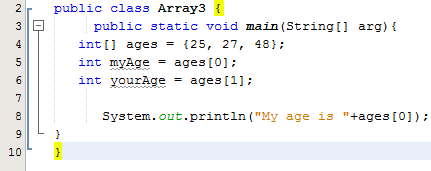 2 public class Array3 {
3 public static void main(String[] arg){
4 int[] ages = {25, 27, 48};
5 int myAge = ages[0];
6 int yourAge = ages[1];
7
8 System.out.println("My age is "+ages[0]);
9 }
10 }